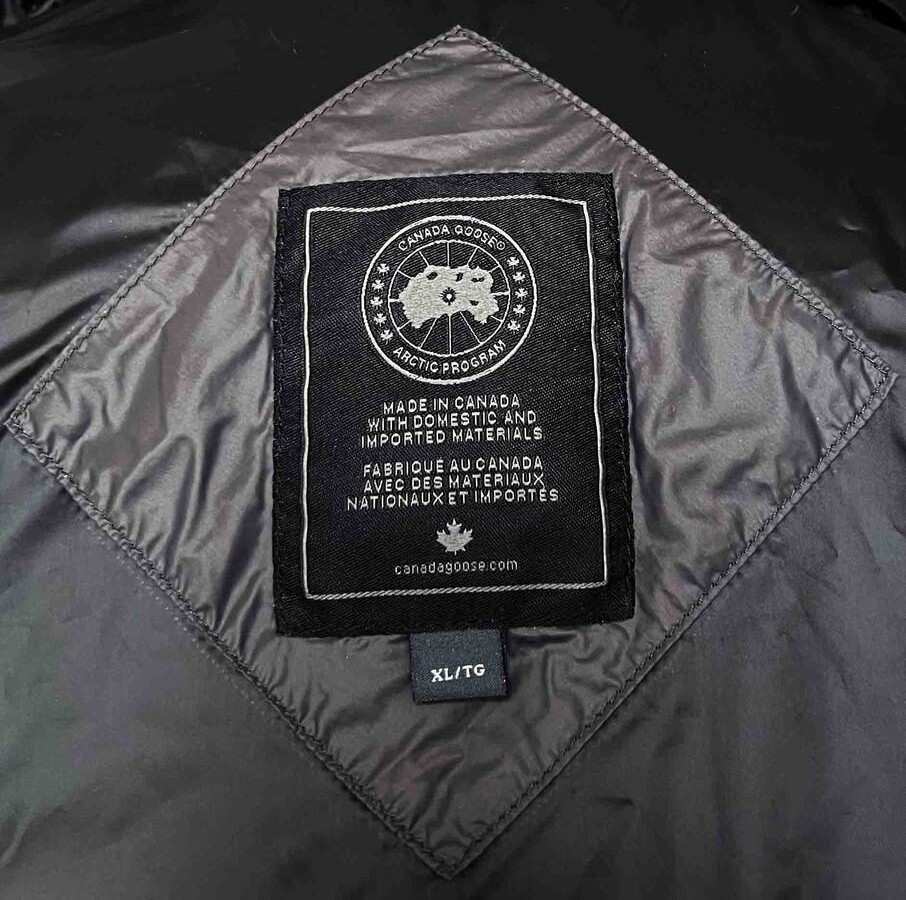 CANADA GOOSE®
ARCTIC PROGRAM
MADE IN CANADA
WITH DOMESTIC AND
IMPORTED MATERIALS
FABRIQUÉ AU CANADA
AVEC DES MATERIAUX
NATIONAUX ET IMPORTÉS
canadagoose.com
XL/TG